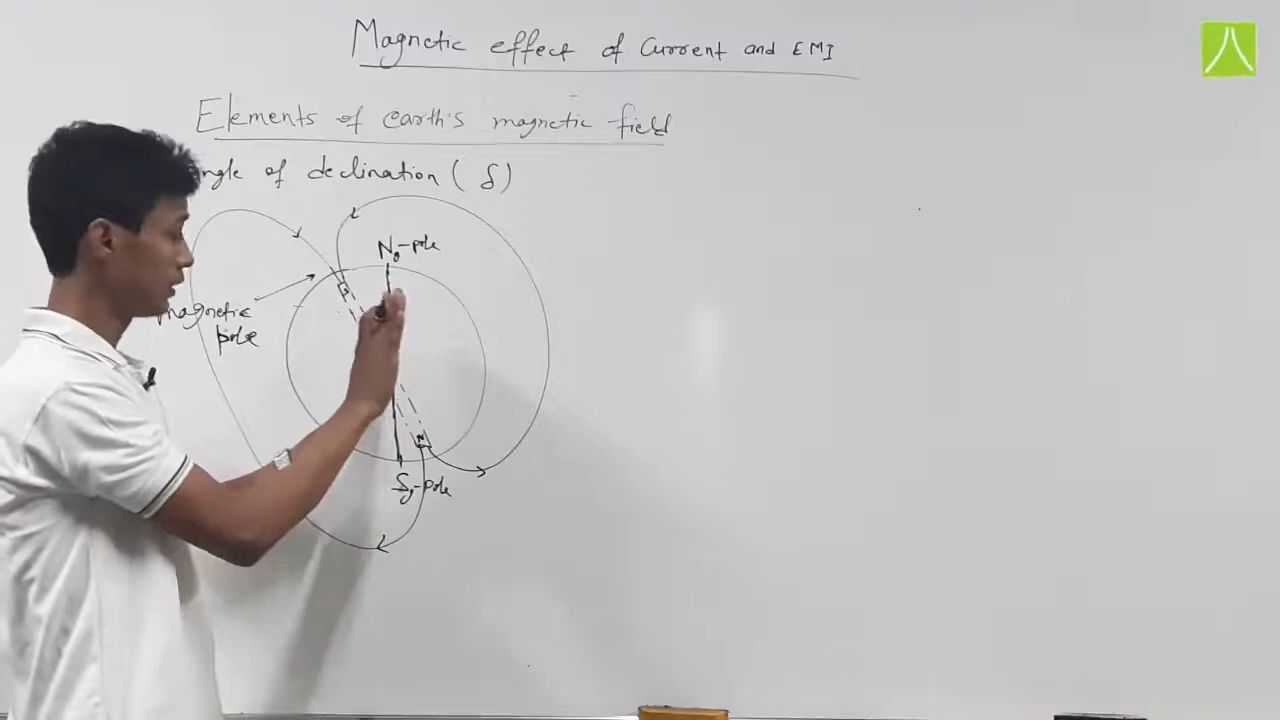 Magnetic effect of Current and EMI
Elements of earth's magnetic field
ngle of declination (δ)
N₀-pole
magnetic
pole
N
S₀-pole